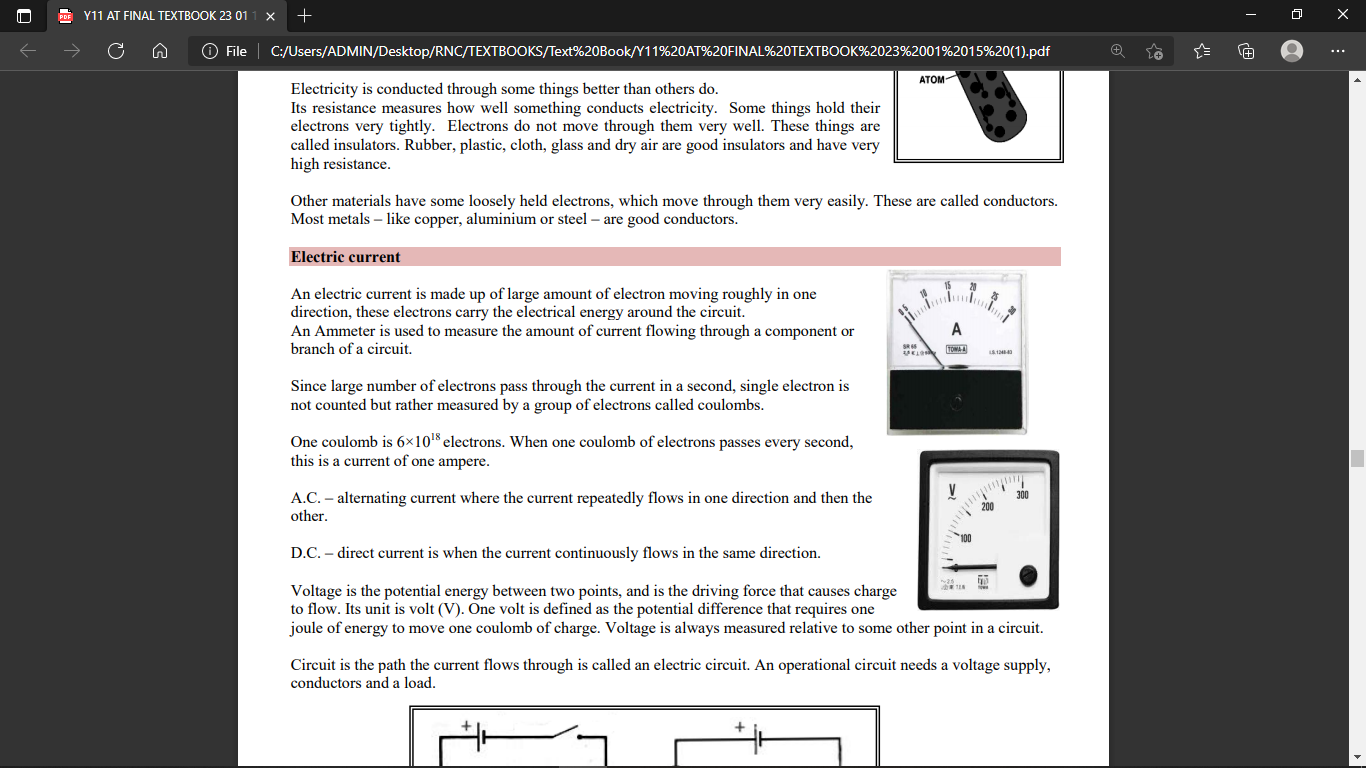 Y11 AT FINAL TEXTBOOK 23 01 1
File
C:/Users/ADMIN/Desktop/RNC/TEXTBOOKS/Text%20Book/Y11%20AT%20FINAL%20TEXTBOOK%2023%2001%2015%20(1).pdf
Electricity is conducted through some things better than others do.
Its resistance measures how well something conducts electricity. Some things hold their
electrons very tightly. Electrons do not move through them very well. These things are
called insulators. Rubber, plastic, cloth, glass and dry air are good insulators and have very
high resistance.
ATOM
Other materials have some loosely held electrons, which move through them very easily. These are called conductors.
Most metals – like copper, aluminium or steel – are good conductors.
Electric current
An electric current is made up of large amount of electron moving roughly in one
direction, these electrons carry the electrical energy around the circuit.
An Ammeter is used to measure the amount of current flowing through a component or
branch of a circuit.
0 5 10 15 20 25 30
A
SR 65
TOMA-A
I.S.1248-83
Since large number of electrons pass through the current in a second, single electron is
not counted but rather measured by a group of electrons called coulombs.
One coulomb is 6×10¹⁸ electrons. When one coulomb of electrons passes every second,
this is a current of one ampere.
A.C. – alternating current where the current repeatedly flows in one direction and then the
other.
D.C. – direct current is when the current continuously flows in the same direction.
V
100
200
300
Voltage is the potential energy between two points, and is the driving force that causes charge
to flow. Its unit is volt (V). One volt is defined as the potential difference that requires one
joule of energy to move one coulomb of charge. Voltage is always measured relative to some other point in a circuit.
Circuit is the path the current flows through is called an electric circuit. An operational circuit needs a voltage supply,
conductors and a load.
+
+